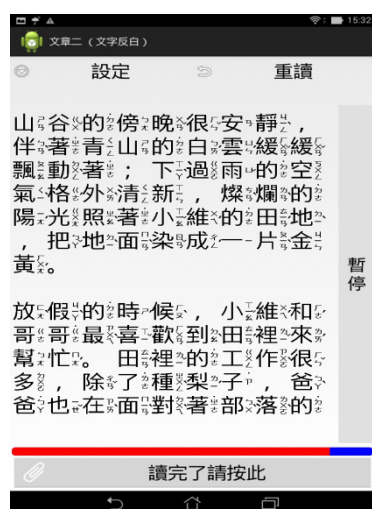 15:32
文章二（文字反白）
設定 重讀
山谷的傍晚很安靜，
伴著青山的白雲緩緩
飄動著；下過雨的空
氣格外清新，燦爛的
陽光照著小維的田地
，把地面染成一片金
黃。
放假的時候，小維和
哥哥最喜歡到田裡來
幫忙。田裡的工作很
多，除了種梨子，爸
爸也在面對著部落的
暫停
讀完了請按此